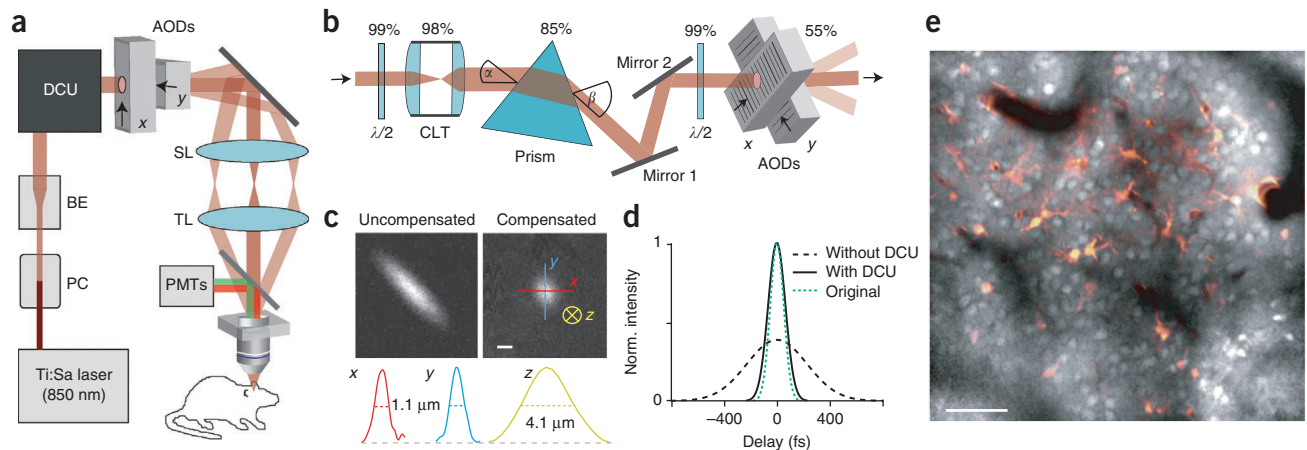 a
AODs
DCU
x
y
SL
BE
TL
PC
PMTs
Ti:Sa laser
(850 nm)
b
99%
98%
85%
99%
55%
Mirror 2
α
β
λ/2
CLT
Prism
Mirror 1
λ/2
x
y
AODs
c
Uncompensated
Compensated
y
x
z
x
y
z
1.1 μm
4.1 μm
d
1
Without DCU
With DCU
Original
Norm. intensity
0
−400
0
400
Delay (fs)
e